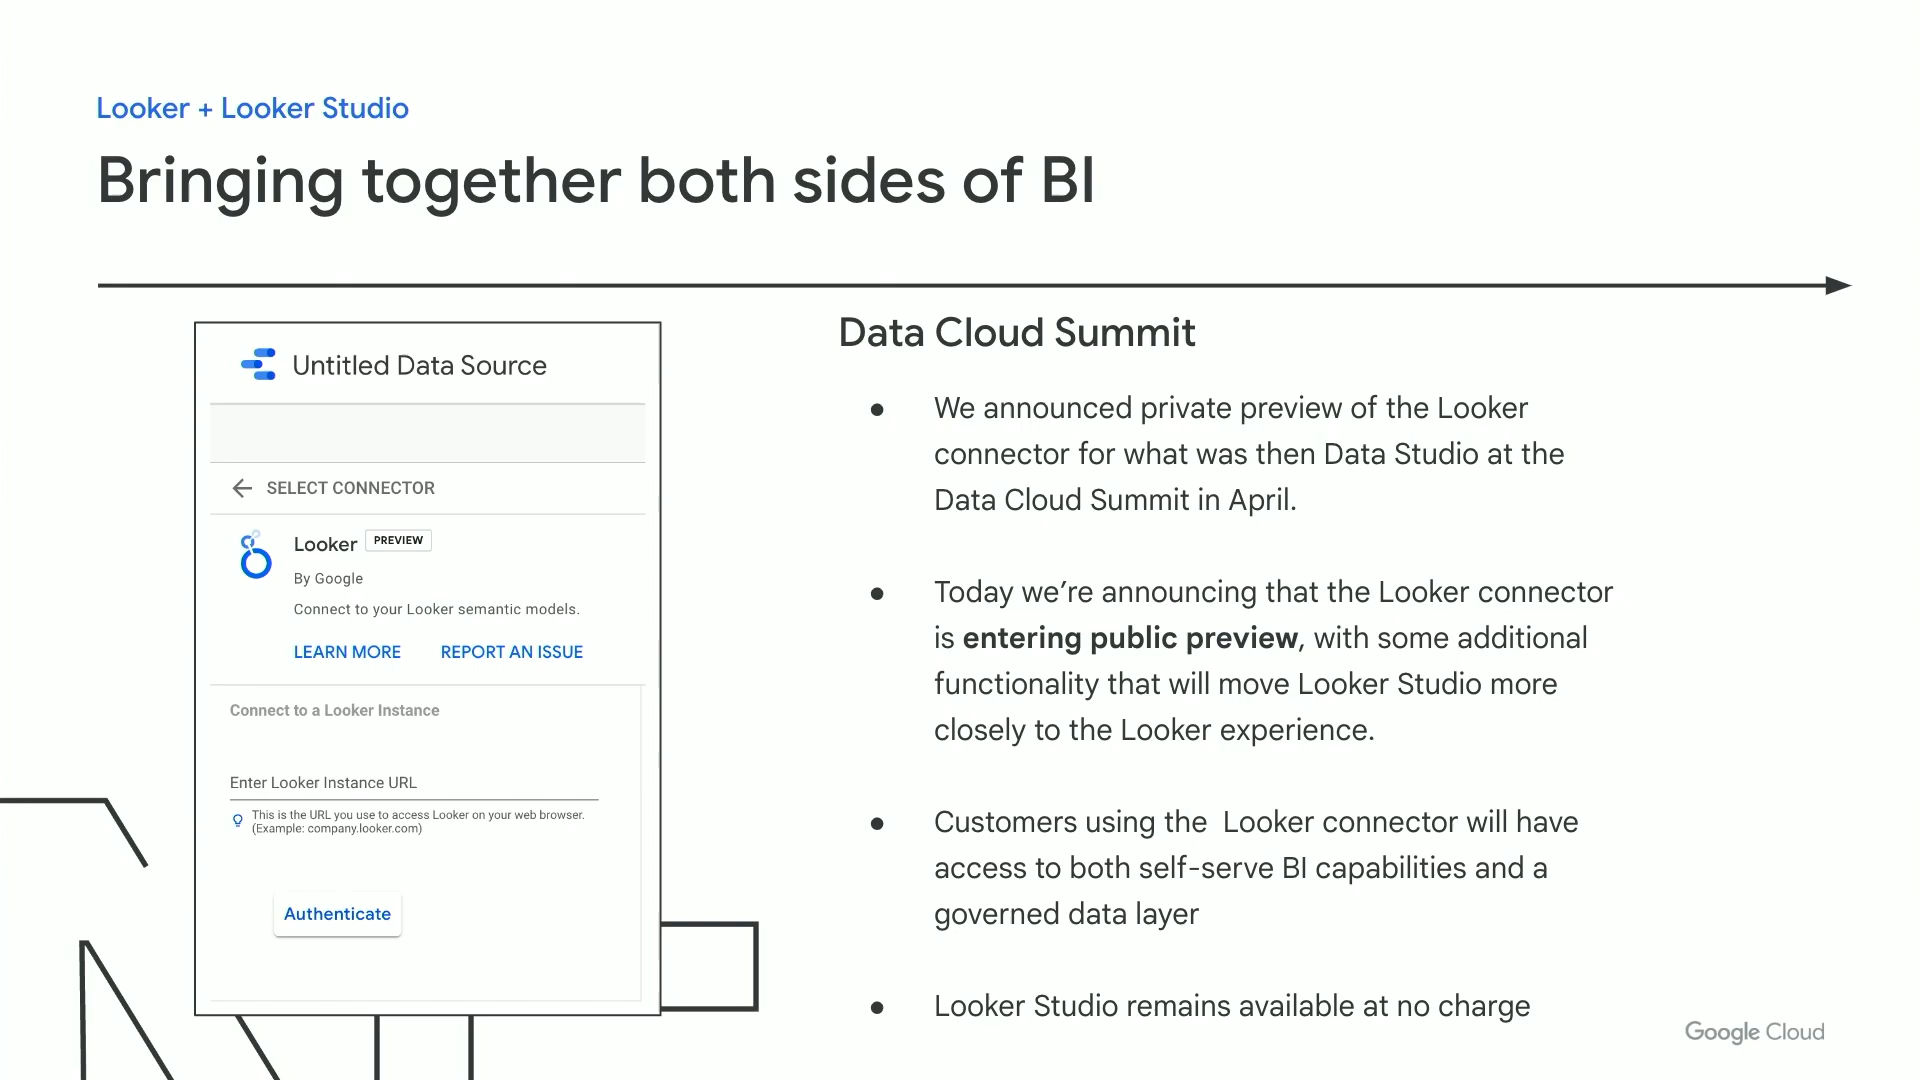 Looker + Looker Studio
Bringing together both sides of BI
Untitled Data Source
SELECT CONNECTOR
Looker PREVIEW
By Google
Connect to your Looker semantic models.
LEARN MORE REPORT AN ISSUE
Connect to a Looker Instance
Enter Looker Instance URL
This is the URL you use to access Looker on your web browser.
(Example: company.looker.com)
Authenticate
Data Cloud Summit
● We announced private preview of the Looker
connector for what was then Data Studio at the
Data Cloud Summit in April.
● Today we’re announcing that the Looker connector
is entering public preview, with some additional
functionality that will move Looker Studio more
closely to the Looker experience.
● Customers using the  Looker connector will have
access to both self-serve BI capabilities and a
governed data layer
● Looker Studio remains available at no charge
Google Cloud